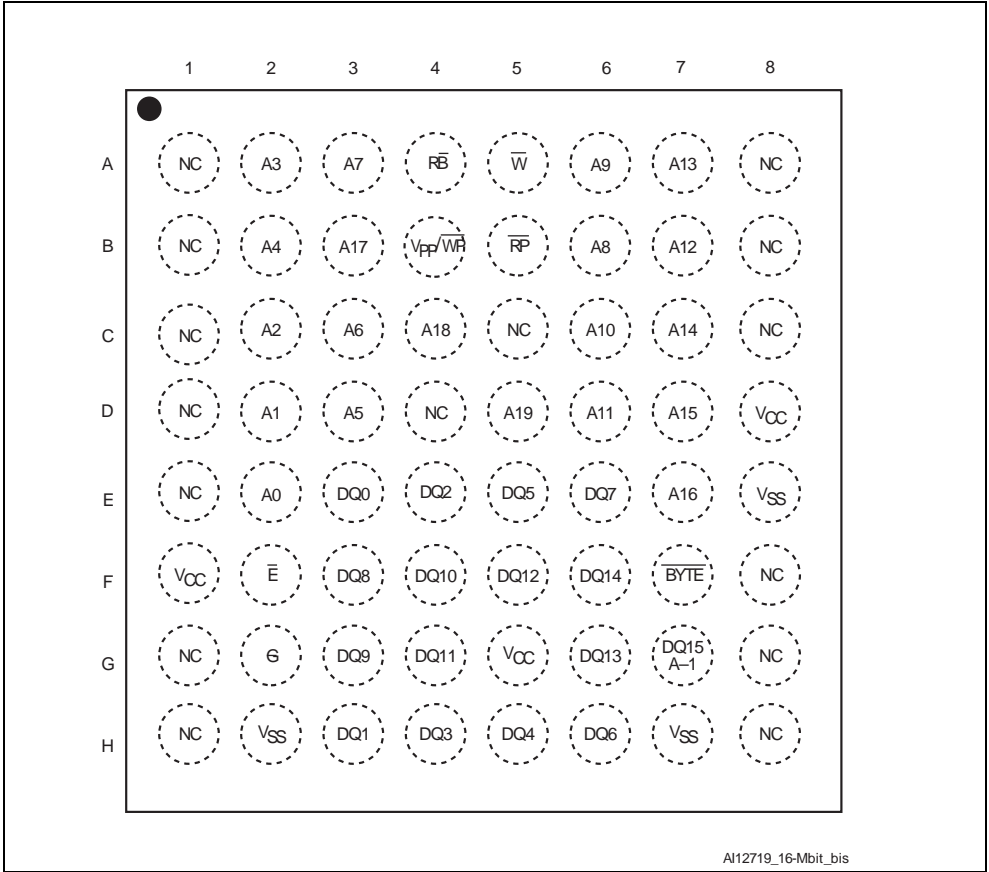 1 2 3 4 5 6 7 8
A NC A3 A7 RB̅ W̅ A9 A13 NC
B NC A4 A17 VPP/W̅P̅ R̅P̅ A8 A12 NC
C NC A2 A6 A18 NC A10 A14 NC
D NC A1 A5 NC A19 A11 A15 VCC
E NC A0 DQ0 DQ2 DQ5 DQ7 A16 VSS
F VCC E̅ DQ8 DQ10 DQ12 DQ14 B̅Y̅T̅E̅ NC
G NC G̅ DQ9 DQ11 VCC DQ13 DQ15 A–1 NC
H NC VSS DQ1 DQ3 DQ4 DQ6 VSS NC
AI12719_16-Mbit_bis